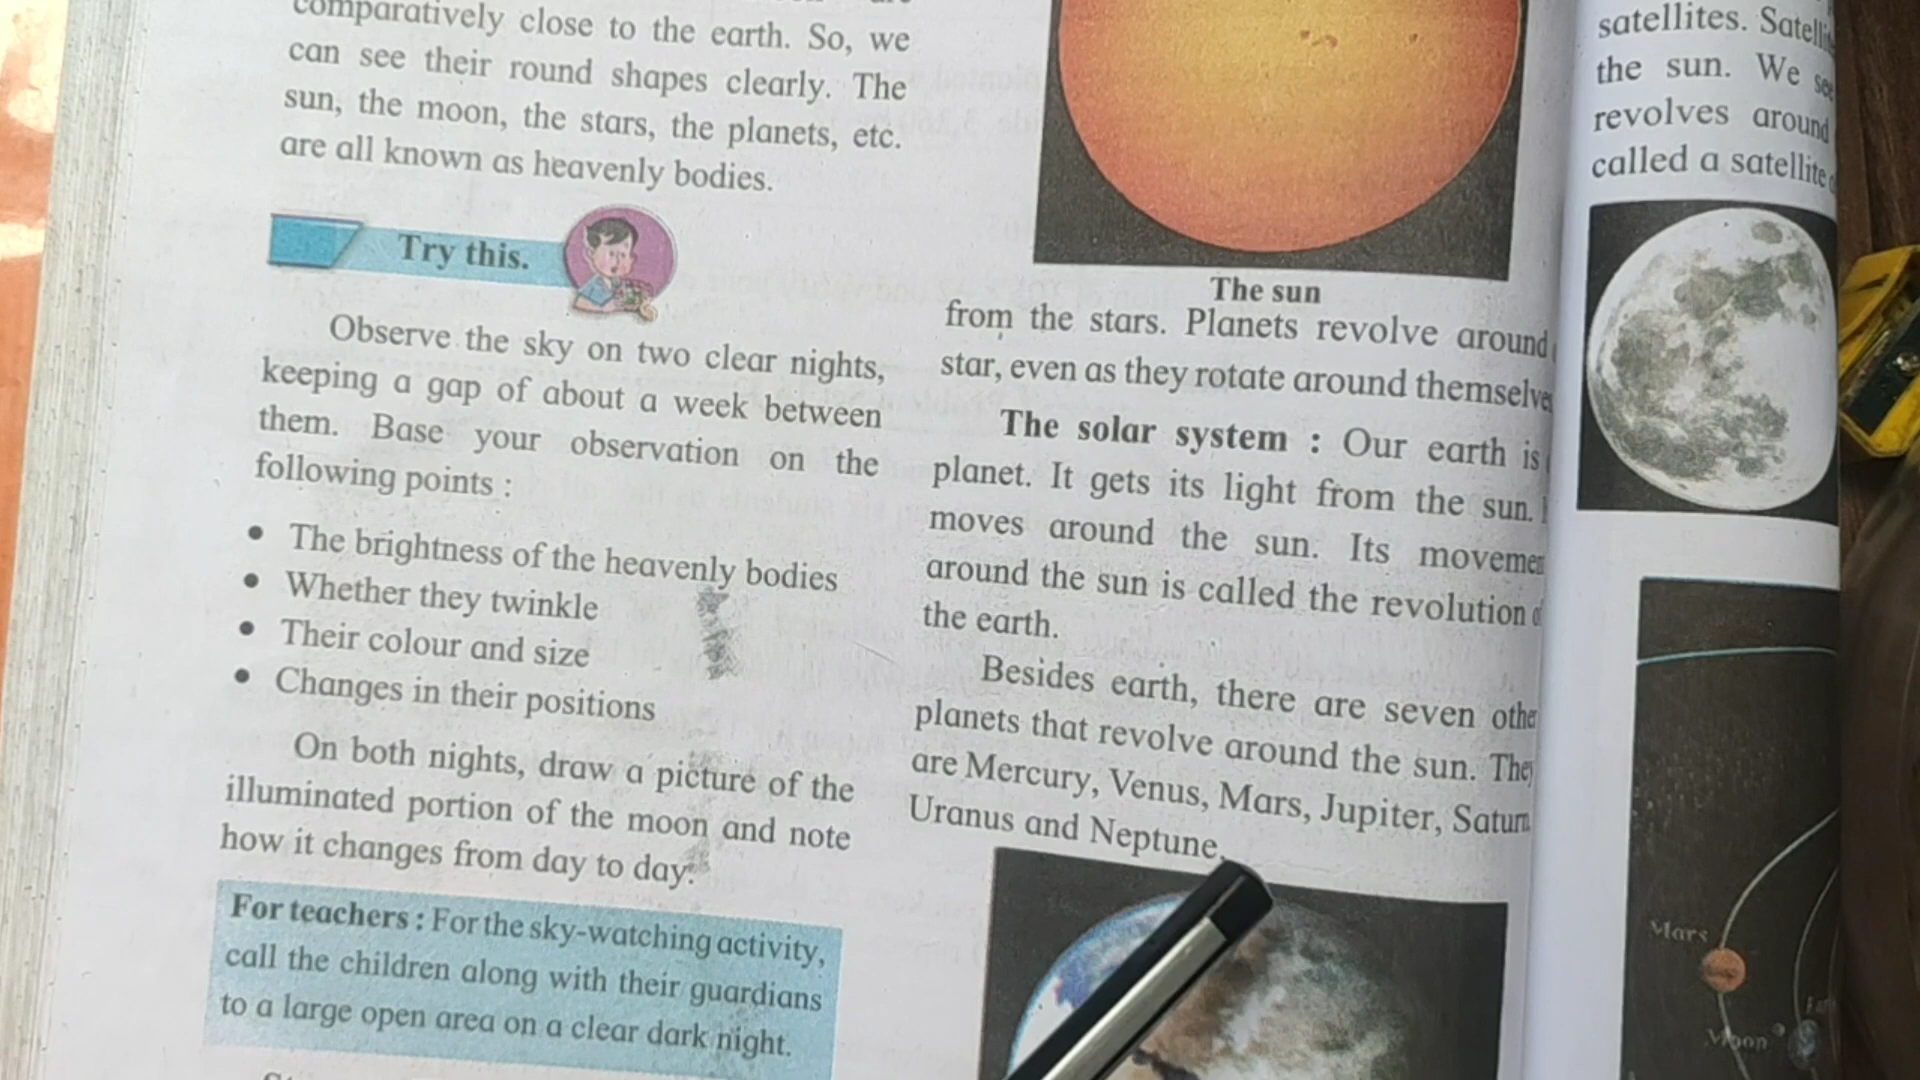 comparatively close to the earth. So, we
can see their round shapes clearly. The
sun, the moon, the stars, the planets, etc.
are all known as heavenly bodies.
Try this.
Observe the sky on two clear nights,
keeping a gap of about a week between
them. Base your observation on the
following points :
• The brightness of the heavenly bodies
• Whether they twinkle
• Their colour and size
• Changes in their positions
On both nights, draw a picture of the
illuminated portion of the moon and note
how it changes from day to day.
For teachers : For the sky-watching activity,
call the children along with their guardians
to a large open area on a clear dark night.
The sun
from the stars. Planets revolve around
star, even as they rotate around
The solar system : Our earth is
planet. It gets its light from the sun.
moves around the sun. Its
around the sun is called the revolution
the earth.
Besides earth, there are seven
planets that revolve around the sun.
are Mercury, Venus, Mars, Jupiter, Saturn
Uranus and Neptune.
satellites.
the sun. We see
revolves around
called a satellite
Mars
Moon